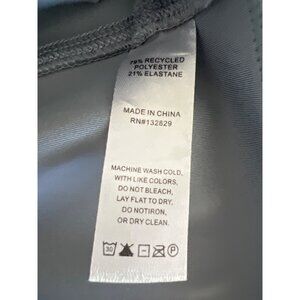 79% RECYCLED
POLYESTER
21% ELASTANE
MADE IN CHINA
RN#132629
MACHINE WASH COLD,
WITH LIKE COLORS,
DO NOT BLEACH,
LAY FLAT TO DRY,
DO NOTIRON,
OR DRY CLEAN.
30 P